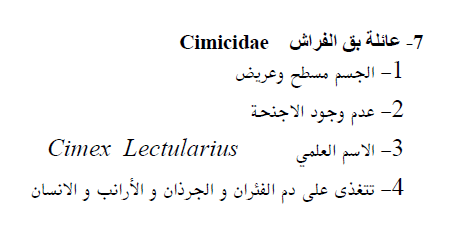 7- عائلة بق الفراش Cimicidae
1- الجسم مسطح وعريض
2- عدم وجود الاجنحة
3- الاسم العلمي Cimex Lectularius
4- تتغذى على دم الفئران و الجرذان و الأرانب و الانسان